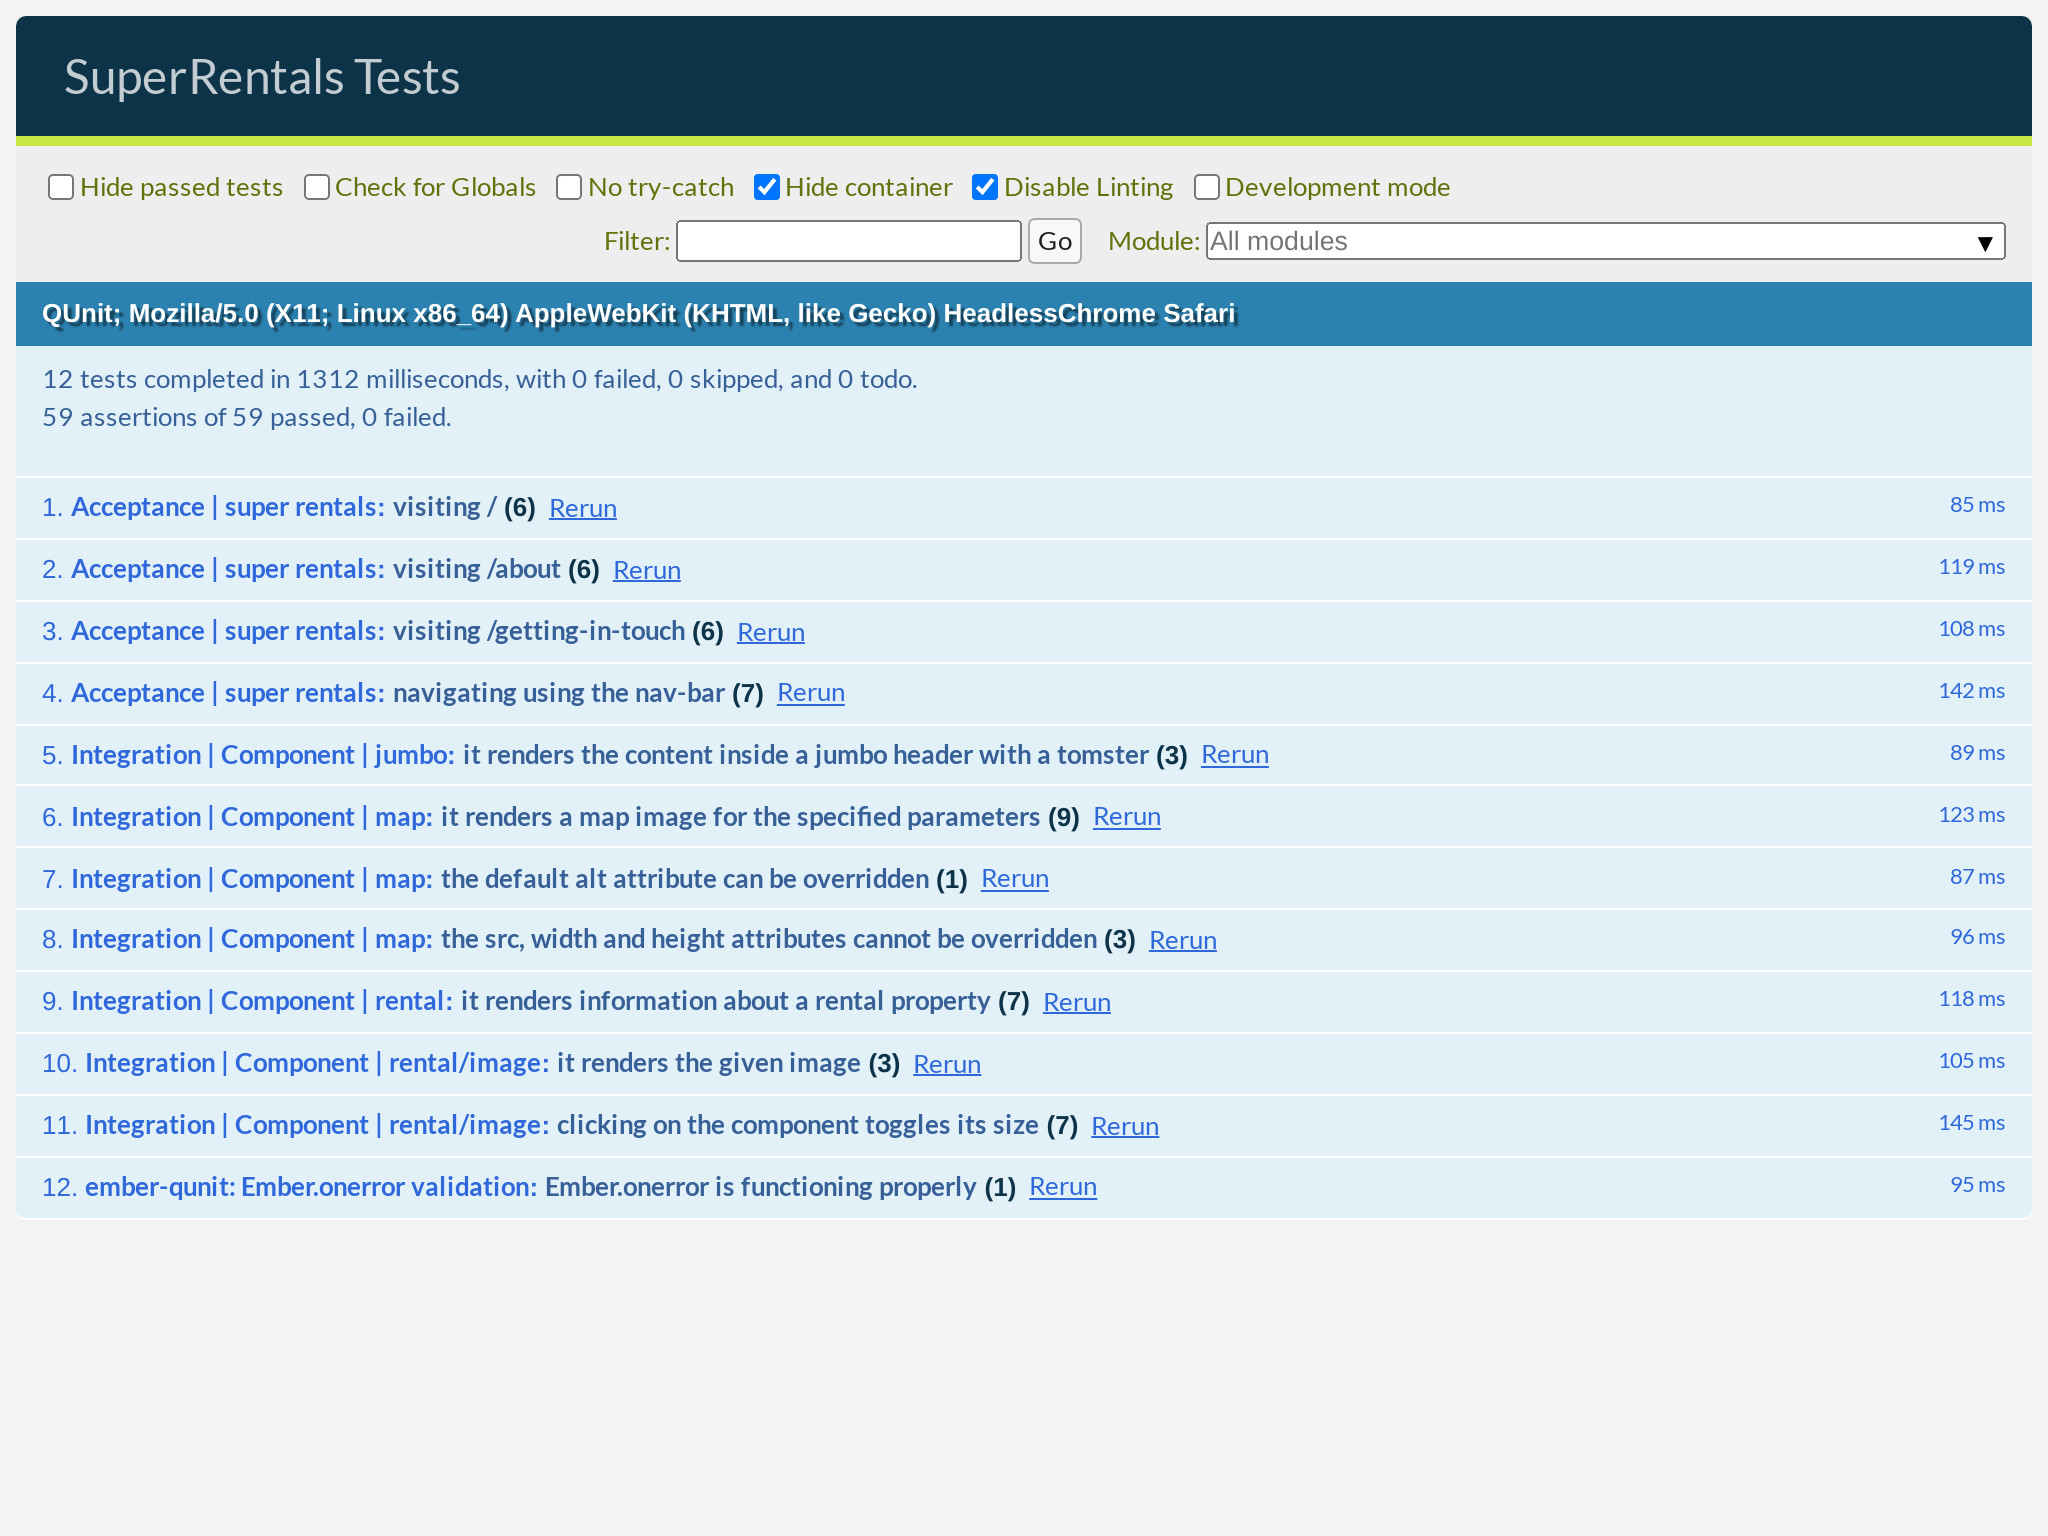 SuperRentals Tests
Hide passed tests Check for Globals No try-catch Hide container Disable Linting Development mode
Filter: Go Module: All modules ▼
QUnit; Mozilla/5.0 (X11; Linux x86_64) AppleWebKit (KHTML, like Gecko) HeadlessChrome Safari
12 tests completed in 1312 milliseconds, with 0 failed, 0 skipped, and 0 todo.
59 assertions of 59 passed, 0 failed.
1. Acceptance | super rentals: visiting / (6) Rerun 85 ms
2. Acceptance | super rentals: visiting /about (6) Rerun 119 ms
3. Acceptance | super rentals: visiting /getting-in-touch (6) Rerun 108 ms
4. Acceptance | super rentals: navigating using the nav-bar (7) Rerun 142 ms
5. Integration | Component | jumbo: it renders the content inside a jumbo header with a tomster (3) Rerun 89 ms
6. Integration | Component | map: it renders a map image for the specified parameters (9) Rerun 123 ms
7. Integration | Component | map: the default alt attribute can be overridden (1) Rerun 87 ms
8. Integration | Component | map: the src, width and height attributes cannot be overridden (3) Rerun 96 ms
9. Integration | Component | rental: it renders information about a rental property (7) Rerun 118 ms
10. Integration | Component | rental/image: it renders the given image (3) Rerun 105 ms
11. Integration | Component | rental/image: clicking on the component toggles its size (7) Rerun 145 ms
12. ember-qunit: Ember.onerror validation: Ember.onerror is functioning properly (1) Rerun 95 ms